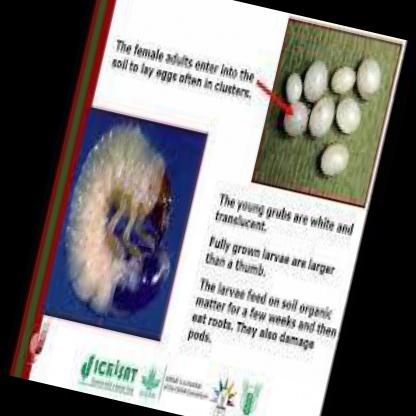 The female adults enter into the
soil to lay eggs often in clusters.
The young grubs are white and
translucent.
Fully grown larvae are larger
than a thumb.
The larvae feed on soil organic
matter for a few weeks and then
eat roots. They also damage
pods.
ICRISAT